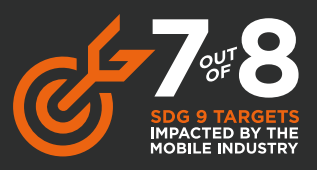 7 OUT OF 8
SDG 9 TARGETS
IMPACTED BY THE
MOBILE INDUSTRY